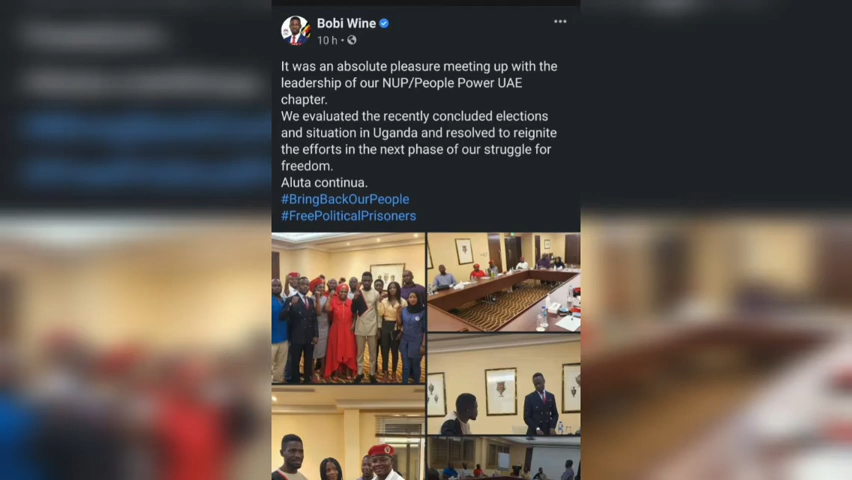 Bobi Wine
10 h •
It was an absolute pleasure meeting up with the
leadership of our NUP/People Power UAE
chapter.
We evaluated the recently concluded elections
and situation in Uganda and resolved to reignite
the efforts in the next phase of our struggle for
freedom.
Aluta continua.
#BringBackOurPeople
#FreePoliticalPrisoners